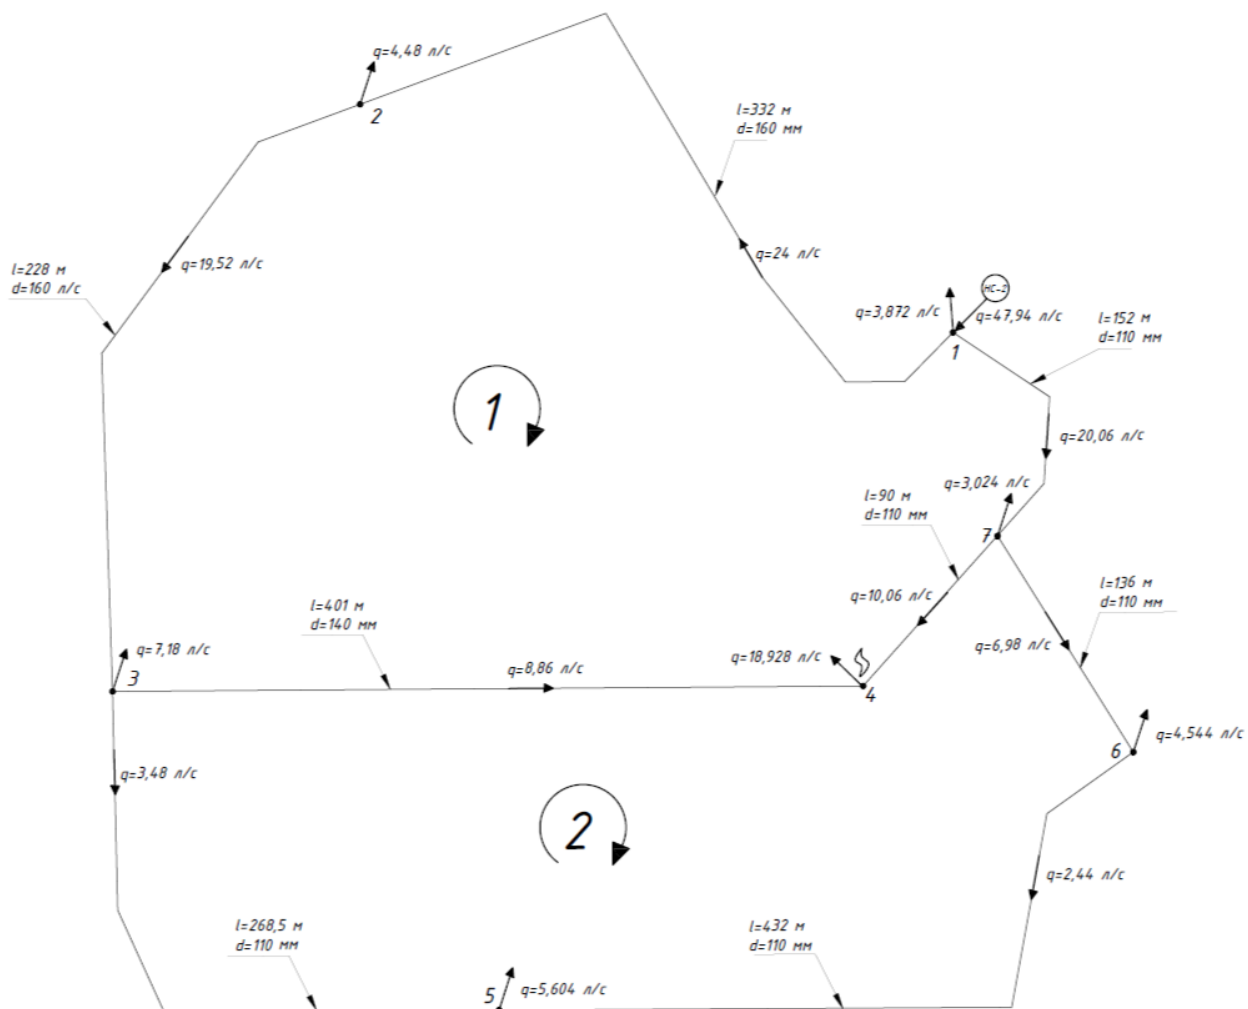 q=4,48 л/с
2
l=332 м
d=160 мм
q=24 л/с
q=19,52 л/с
l=228 м
d=160 л/с
НС-2
q=3,872 л/с
q=47,94 л/с
1
l=152 м
d=110 мм
1
q=20,06 л/с
q=3,024 л/с
l=90 м
d=110 мм
7
q=10,06 л/с
l=136 м
d=110 мм
l=401 м
d=140 мм
q=7,18 л/с
3
q=8,86 л/с
q=18,928 л/с
4
q=6,98 л/с
6
q=4,544 л/с
q=3,48 л/с
2
q=2,44 л/с
l=268,5 м
d=110 мм
l=432 м
d=110 мм
5
q=5,604 л/с